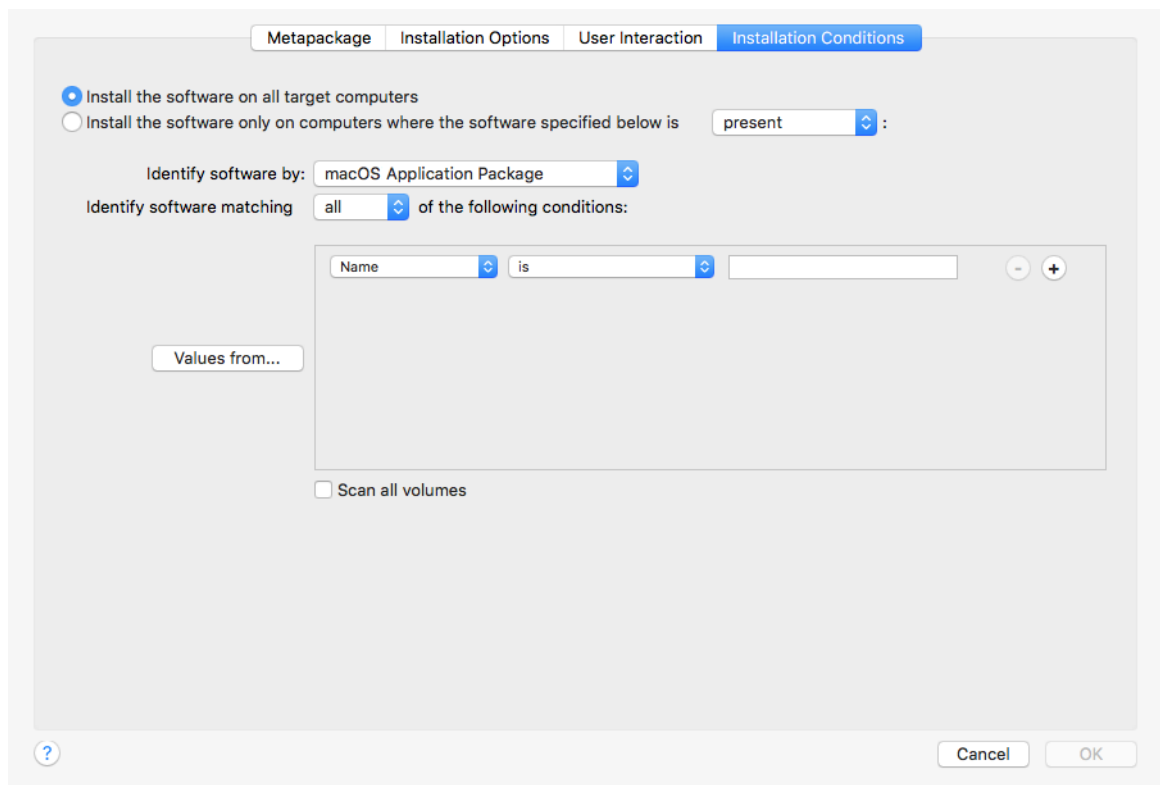 Metapackage Installation Options User Interaction Installation Conditions
Install the software on all target computers
Install the software only on computers where the software specified below is present :
Identify software by: macOS Application Package
Identify software matching all of the following conditions:
Name is - +
Values from...
Scan all volumes
? Cancel OK